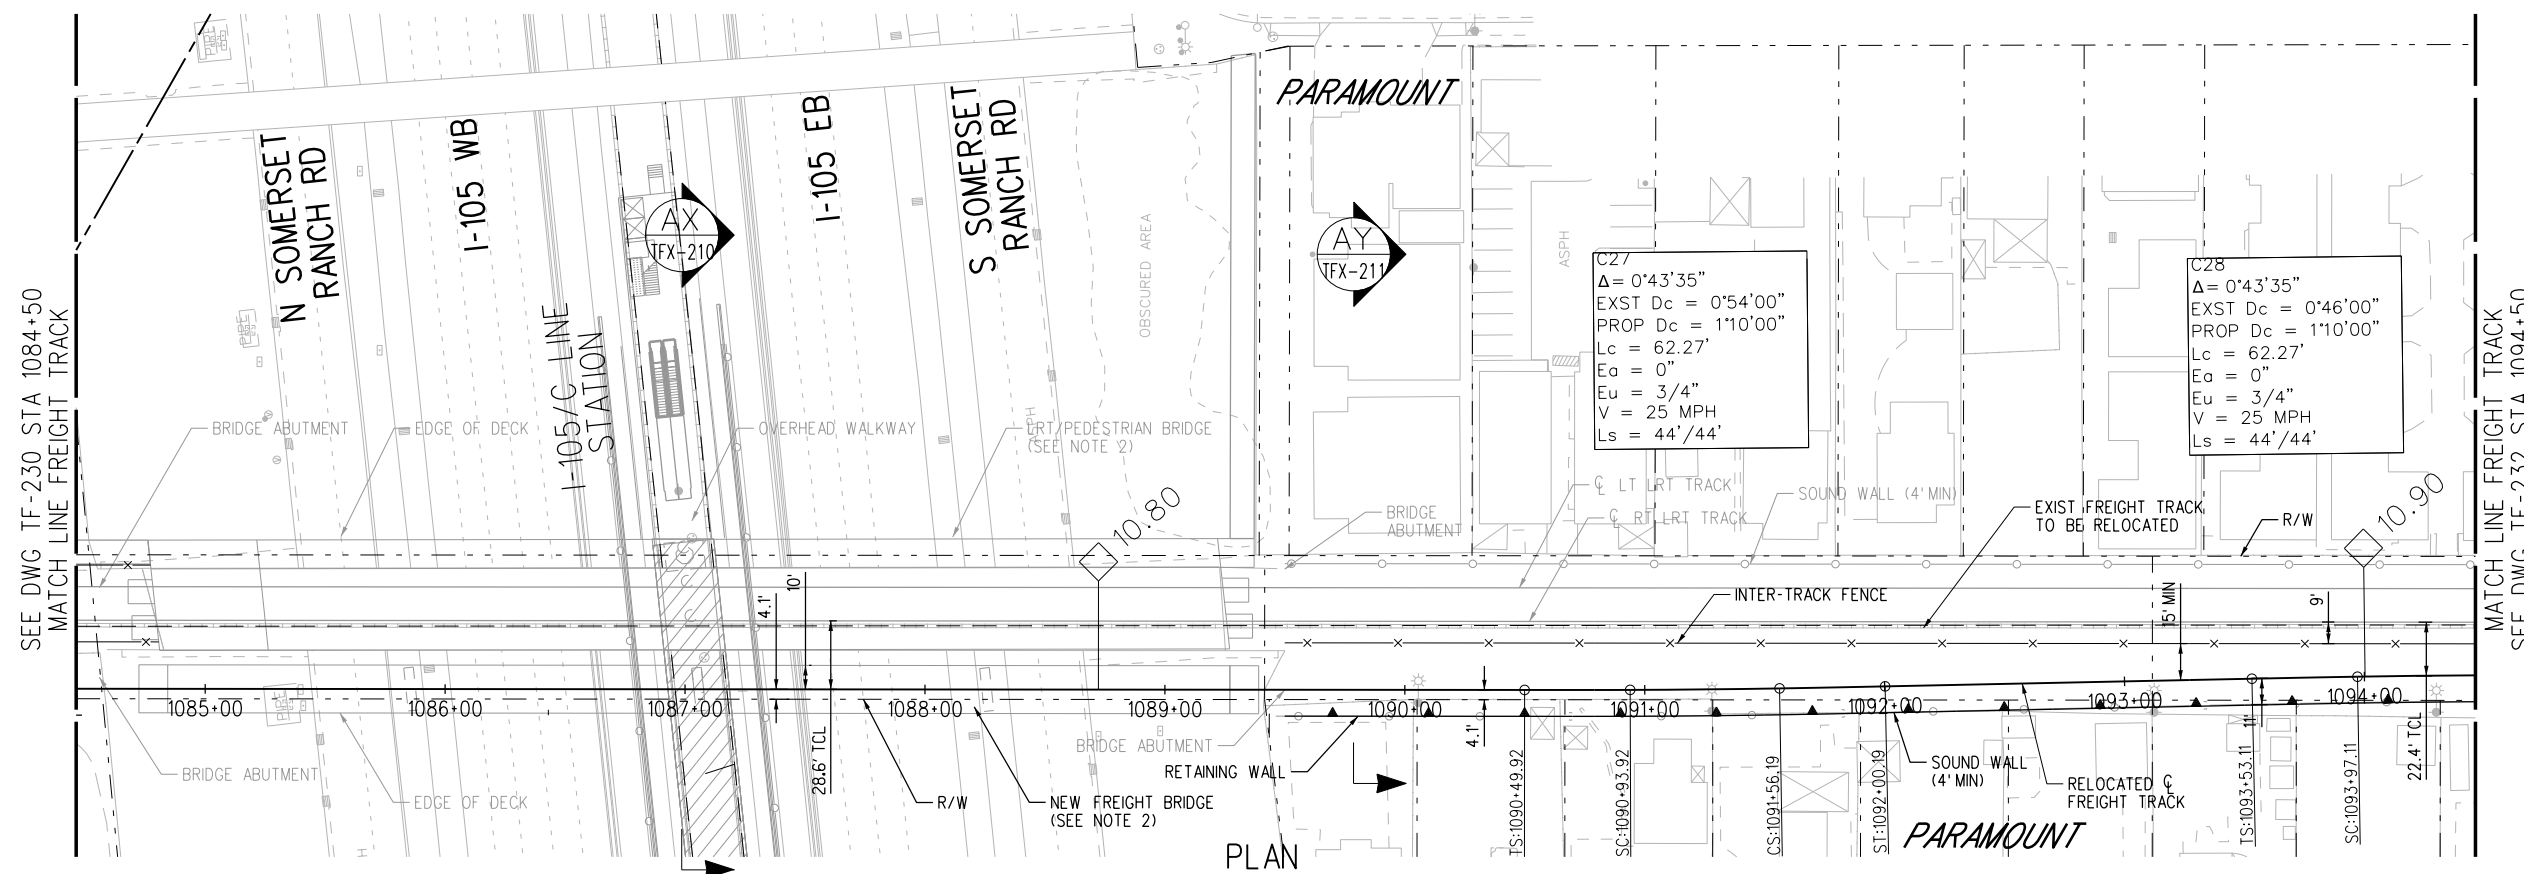 PARAMOUNT
N SOMERSET
RANCH RD
I-105 WB
I-105 EB
S SOMERSET
RANCH RD
AX
TFX-210
AY
TFX-211
OBSCURED AREA
ASPH
I-105/C LINE
STATION
PIPE
C27
Δ= 0°43'35"
EXST Dc = 0°54'00"
PROP Dc = 1°10'00"
Lc = 62.27'
Ea = 0"
Eu = 3/4"
V = 25 MPH
Ls = 44'/44'
C28
Δ= 0°43'35"
EXST Dc = 0°46'00"
PROP Dc = 1°10'00"
Lc = 62.27'
Ea = 0"
Eu = 3/4"
V = 25 MPH
Ls = 44'/44'
SEE DWG TF-230 STA 1084+50
MATCH LINE FREIGHT TRACK
MATCH LINE FREIGHT TRACK
SEE DWG TF-232 STA 1094+50
BRIDGE ABUTMENT
EDGE OF DECK
OVERHEAD WALKWAY
LRT/PEDESTRIAN BRIDGE
(SEE NOTE 2)
ASPH
10.80
BRIDGE
ABUTMENT
℄ LT LRT TRACK
℄ RT LRT TRACK
SOUND WALL (4' MIN)
EXIST FREIGHT TRACK
TO BE RELOCATED
R/W
10.90
INTER-TRACK FENCE
4.1'
10'
15' MIN
9'
1085+00
1086+00
1087+00
1088+00
1089+00
1090+00
1091+00
1092+00
1093+00
1094+00
28.6' TCL
4.1'
11'
22.4' TCL
BRIDGE ABUTMENT
EDGE OF DECK
R/W
NEW FREIGHT BRIDGE
(SEE NOTE 2)
BRIDGE ABUTMENT
RETAINING WALL
TS:1090+49.92
SC:1090+93.92
CS:1091+56.19
ST:1092+00.19
TS:1093+53.11
SC:1093+97.11
SOUND WALL
(4' MIN)
RELOCATED ℄
FREIGHT TRACK
PARAMOUNT
PLAN